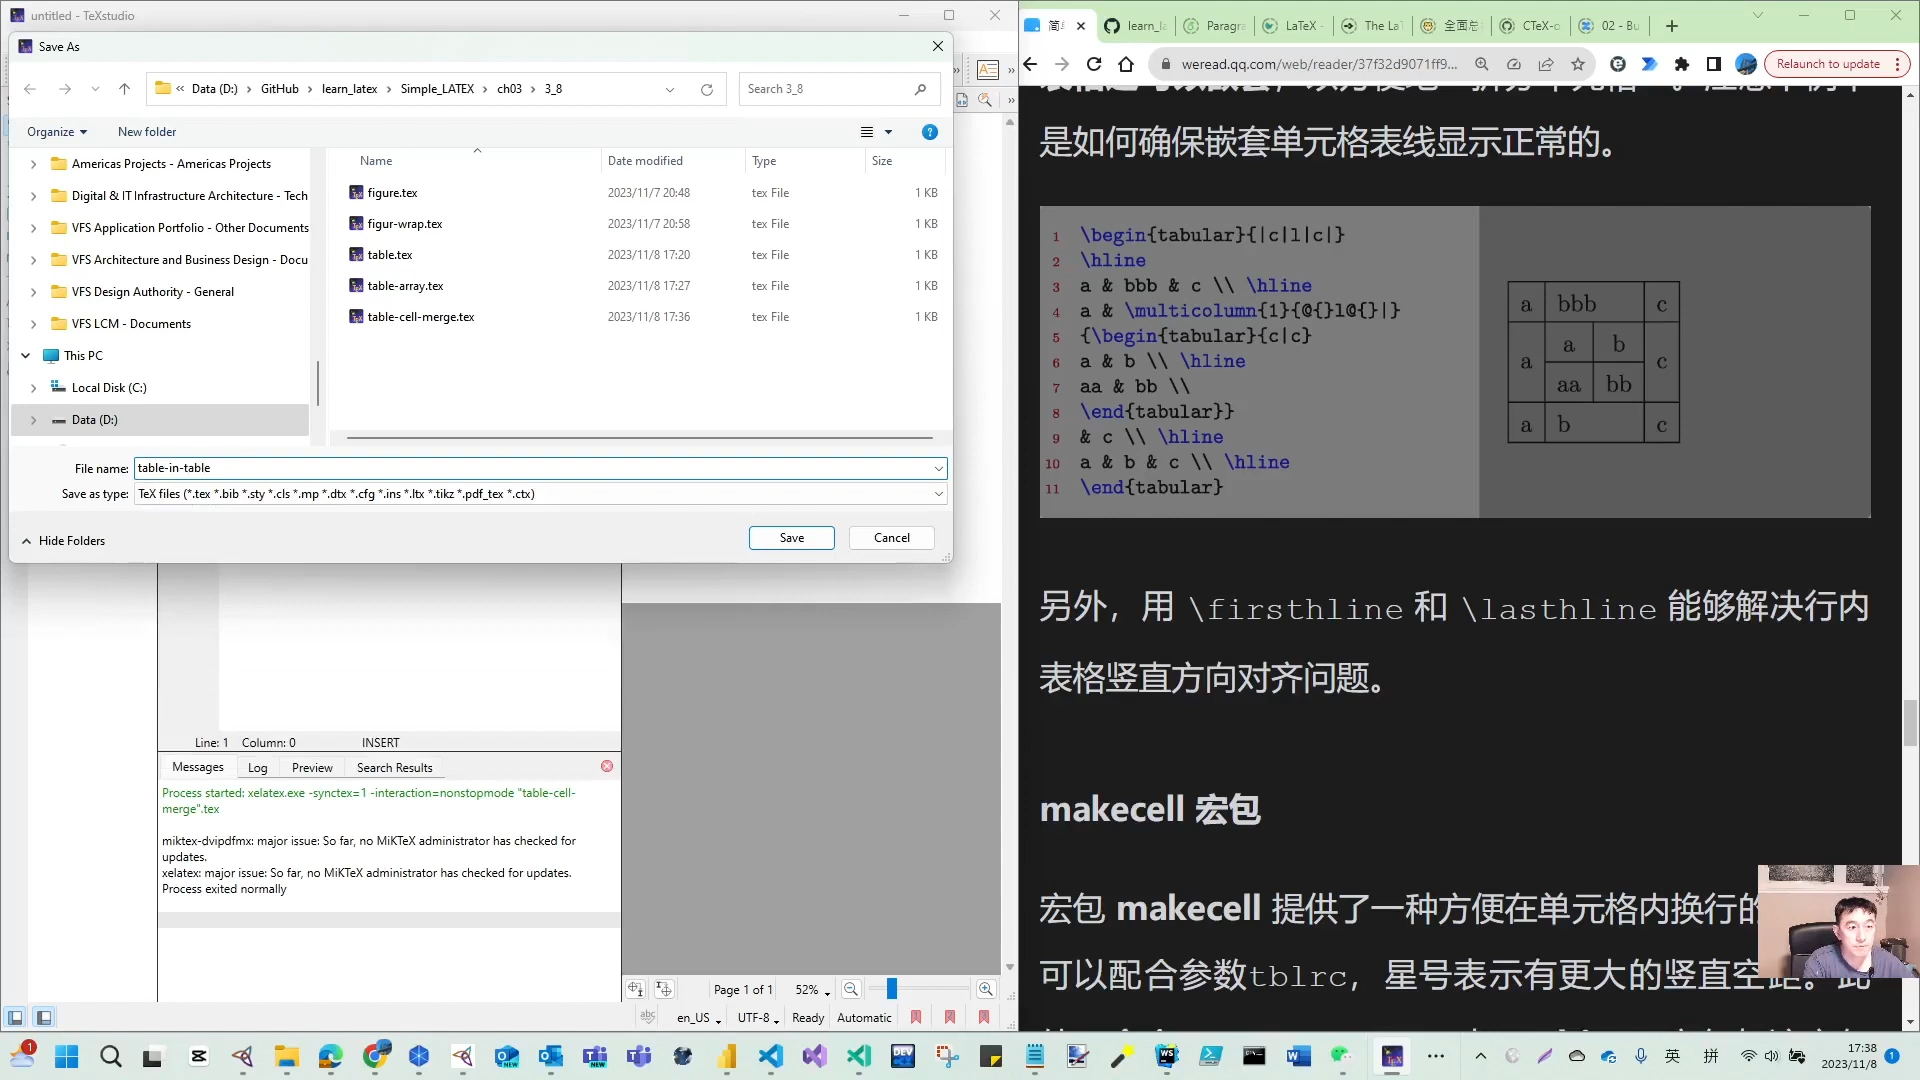 untitled - TeXstudio
Save As
« Data (D:) › GitHub › learn_latex › Simple_LATEX › ch03 › 3_8
Search 3_8
Organize
New folder
Americas Projects - Americas Projects
Digital & IT Infrastructure Architecture - Tech
VFS Application Portfolio - Other Documents
VFS Architecture and Business Design - Docu
VFS Design Authority - General
VFS LCM - Documents
This PC
Local Disk (C:)
Data (D:)
Name Date modified Type Size
figure.tex 2023/11/7 20:48 tex File 1 KB
figur-wrap.tex 2023/11/7 20:58 tex File 1 KB
table.tex 2023/11/8 17:20 tex File 1 KB
table-array.tex 2023/11/8 17:27 tex File 1 KB
table-cell-merge.tex 2023/11/8 17:36 tex File 1 KB
File name: table-in-table
Save as type: TeX files (*.tex *.bib *.sty *.cls *.mp *.dtx *.cfg *.ins *.ltx *.tikz *.pdf_tex *.ctx)
Hide Folders
Save
Cancel
Line: 1 Column: 0 INSERT
Messages Log Preview Search Results
Process started: xelatex.exe -synctex=1 -interaction=nonstopmode "table-cell-
merge".tex
miktex-dvipdfmx: major issue: So far, no MiKTeX administrator has checked for
updates.
xelatex: major issue: So far, no MiKTeX administrator has checked for updates.
Process exited normally
Page 1 of 1 52%
en_US UTF-8 Ready Automatic
learn_la
Paragra
LaTeX -
The LaT
全面总
CTeX-o
02 - Bu
weread.qq.com/web/reader/37f32d9071ff9...
Relaunch to update
是如何确保嵌套单元格表线显示正常的。
1 \begin{tabular}{|c|l|c|}
2 \hline
3 a & bbb & c \\ \hline
4 a & \multicolumn{1}{@{}l@{}|}
5 {\begin{tabular}{c|c}
6 a & b \\ \hline
7 aa & bb \\
8 \end{tabular}}
9 & c \\ \hline
10 a & b & c \\ \hline
11 \end{tabular}
a bbb c
a a b c
aa bb
a b c
另外，用 \firsthline 和 \lasthline 能够解决行内
表格竖直方向对齐问题。
makecell 宏包
宏包 makecell 提供了一种方便在单元格内换行的
可以配合参数tblrc，星号表示有更大的竖直空距。此
英 拼
17:38
2023/11/8